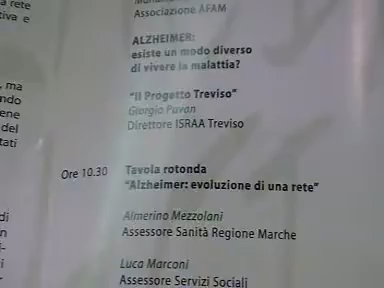 a rete
tiva e
Associazione AFAM
ALZHEIMER:
esiste un modo diverso
di vivere la malattia?
, ma
ndo
ene
del
tati
"Il Progetto Treviso"
Giorgio Pavan
Direttore ISRAA Treviso
Ore 10.30 Tavola rotonda
"Alzheimer: evoluzione di una rete"
di
n
i-
i
Almerino Mezzolani
Assessore Sanità Regione Marche
Luca Marconi
Assessore Servizi Sociali